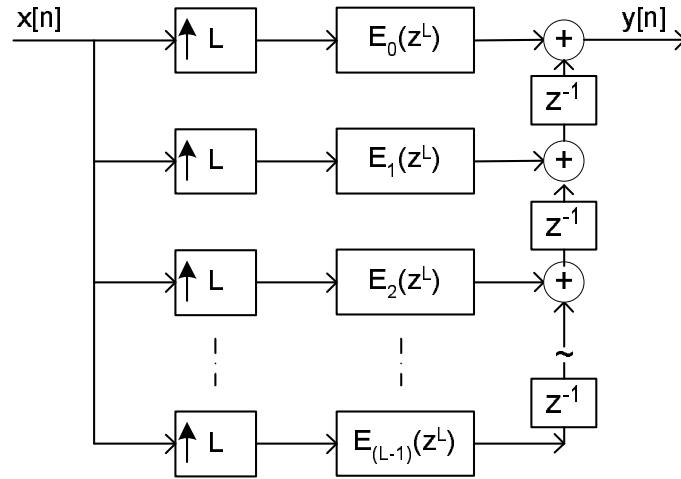 x[n] L E₀(zᴸ) + y[n]
z⁻¹
L E₁(zᴸ) +
z⁻¹
L E₂(zᴸ) +
~
z⁻¹
L E₍L-1₎(zᴸ)